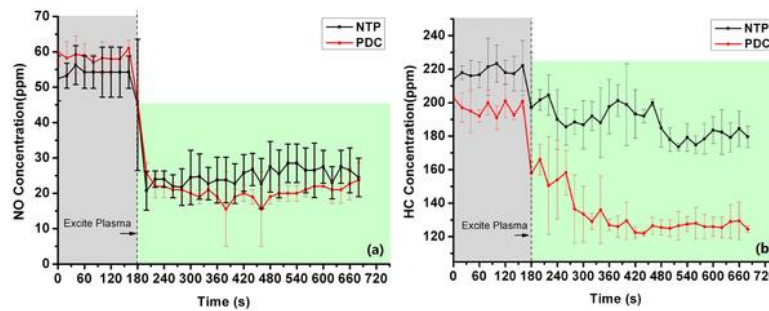 NTP
PDC
NO Concentration(ppm)
70
60
50
40
30
20
10
0
Excite Plasma
(a)
0 60 120 180 240 300 360 420 480 540 600 660 720
Time (s)
NTP
PDC
HC Concentration(ppm)
240
220
200
180
160
140
120
Excite Plasma
(b
0 60 120 180 240 300 360 420 480 540 600 660 720
Time (s)